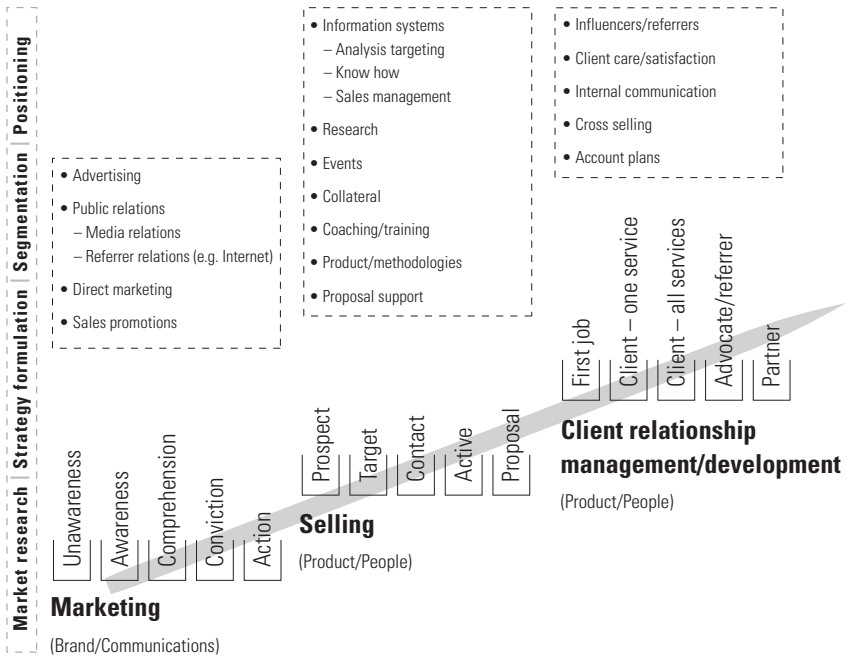 Market research | Strategy formulation | Segmentation | Positioning
• Advertising
• Public relations
– Media relations
– Referrer relations (e.g. Internet)
• Direct marketing
• Sales promotions
Unawareness
Awareness
Comprehension
Conviction
Action
Marketing
(Brand/Communications)
• Information systems
– Analysis targeting
– Know how
– Sales management
• Research
• Events
• Collateral
• Coaching/training
• Product/methodologies
• Proposal support
Prospect
Target
Contact
Active
Proposal
Selling
(Product/People)
• Influencers/referrers
• Client care/satisfaction
• Internal communication
• Cross selling
• Account plans
First job
Client – one service
Client – all services
Advocate/referrer
Partner
Client relationship
management/development
(Product/People)